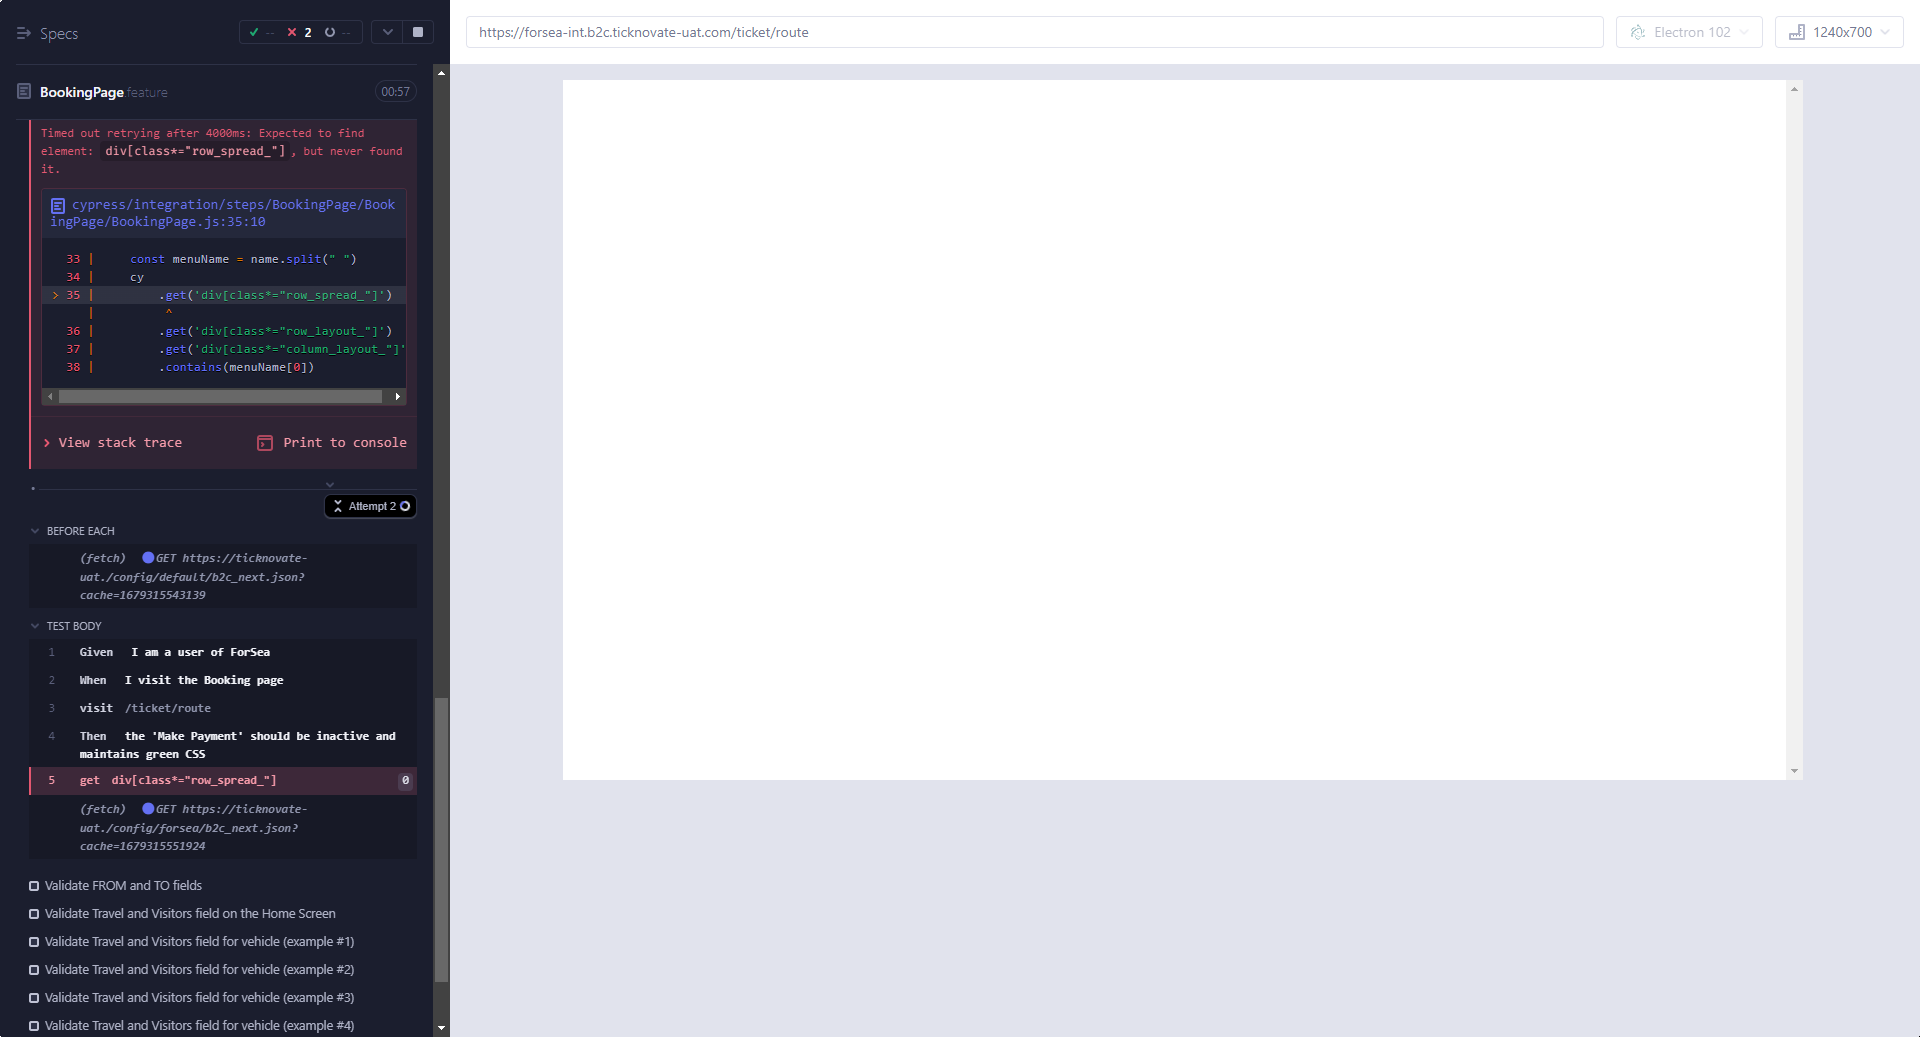 Specs
-- 2 --
BookingPage.feature
00:57
Timed out retrying after 4000ms: Expected to find
element: div[class*="row_spread_"], but never found
it.
cypress/integration/steps/BookingPage/Book
ingPage/BookingPage.js:35:10
33 | const menuName = name.split(" ")
34 | cy
> 35 | .get('div[class*="row_spread_"]')
| ^
36 | .get('div[class*="row_layout_"]')
37 | .get('div[class*="column_layout_"]'
38 | .contains(menuName[0])
View stack trace
Print to console
Attempt 2
BEFORE EACH
(fetch) GET https://ticknovate-
uat./config/default/b2c_next.json?
cache=1679315543139
TEST BODY
1 Given I am a user of ForSea
2 When I visit the Booking page
3 visit /ticket/route
4 Then the 'Make Payment' should be inactive and
maintains green CSS
5 get div[class*="row_spread_"] 0
(fetch) GET https://ticknovate-
uat./config/forsea/b2c_next.json?
cache=1679315551924
Validate FROM and TO fields
Validate Travel and Visitors field on the Home Screen
Validate Travel and Visitors field for vehicle (example #1)
Validate Travel and Visitors field for vehicle (example #2)
Validate Travel and Visitors field for vehicle (example #3)
Validate Travel and Visitors field for vehicle (example #4)
https://forsea-int.b2c.ticknovate-uat.com/ticket/route
Electron 102
1240x700